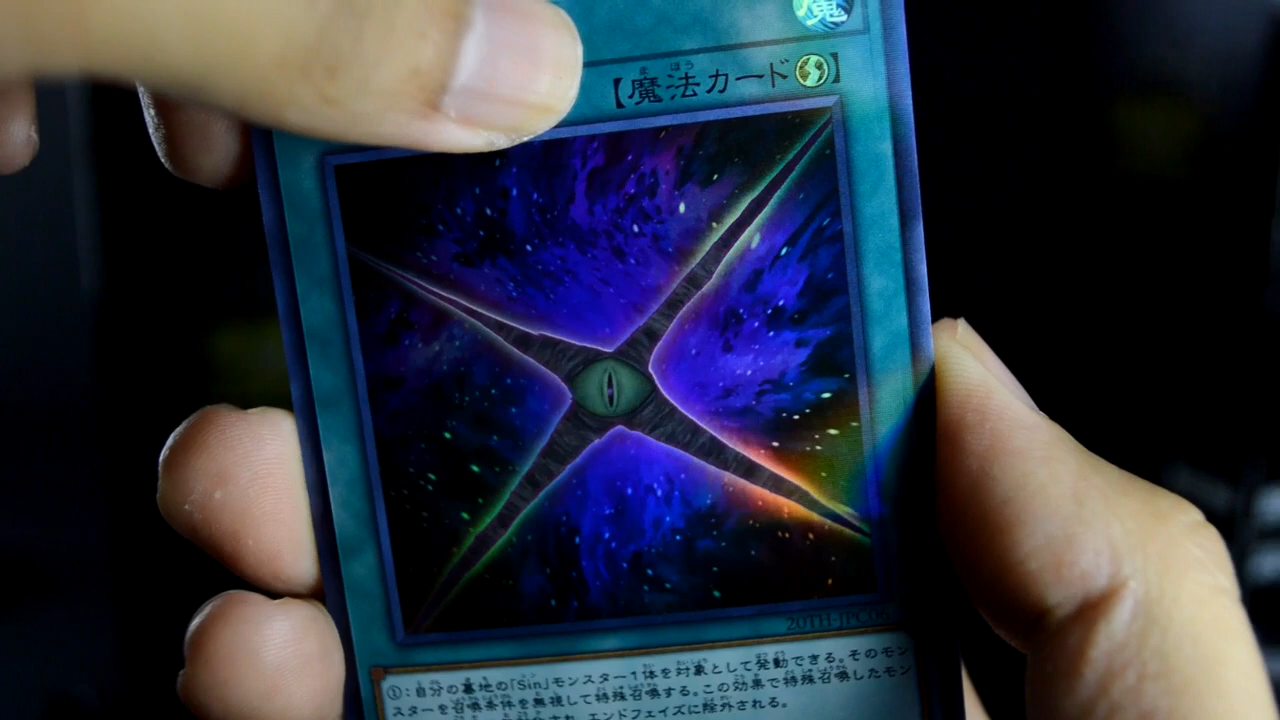 魔
【魔法カード】
20TH-JPC06
①：自分の墓地の「Sin」モンスター1体を対象として発動できる。そのモン
スターを召喚条件を無視して特殊召喚する。この効果で特殊召喚したモン
エンドフェイズに除外される。